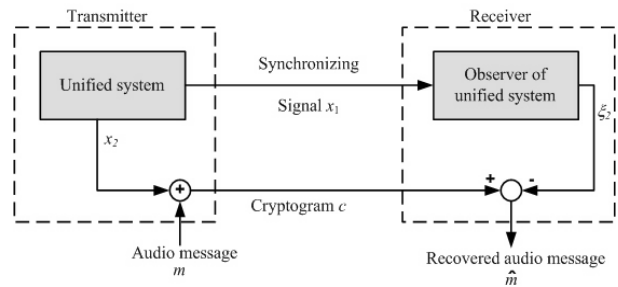 Transmitter
Receiver
Unified system
Synchronizing
Signal x₁
Observer of
unified system
x₂
ξ₂
+
+
-
Cryptogram c
Audio message
m
Recovered audio message
m̂